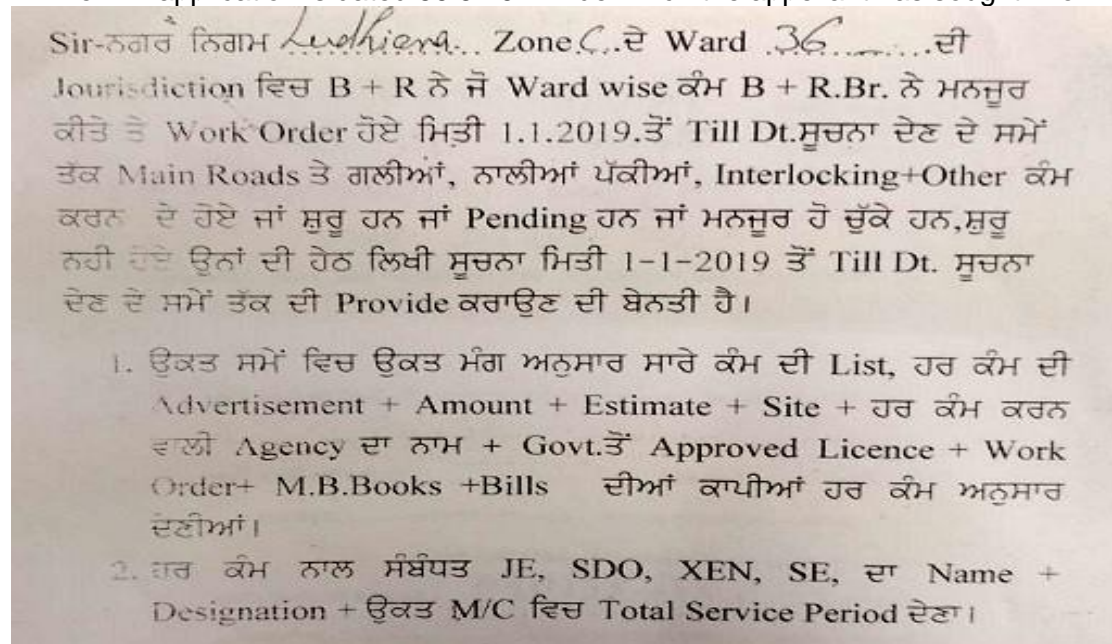 Sir-ਨਗਰ ਨਿਗਮ Ludhiana... Zone C..ਦੇ Ward .36........ਦੀ
Jourisdiction ਵਿਚ B + R ਨੇ ਜੋ Ward wise ਕੰਮ B + R.Br. ਨੇ ਮਨਜੂਰ
ਕੀਤੇ ਤੇ Work Order ਹੋਏ ਮਿਤੀ 1.1.2019.ਤੋਂ Till Dt.ਸੂਚਨਾ ਦੇਣ ਦੇ ਸਮੇਂ
ਤੱਕ Main Roads ਤੇ ਗਲੀਆਂ, ਨਾਲੀਆਂ ਪੱਕੀਆਂ, Interlocking+Other ਕੰਮ
ਕਰਨ ਦੇ ਹੋਏ ਜਾਂ ਸ਼ੁਰੂ ਹਨ ਜਾਂ Pending ਹਨ ਜਾਂ ਮਨਜੂਰ ਹੋ ਚੁੱਕੇ ਹਨ,ਸ਼ੁਰੂ
ਨਹੀ ਹੋਏ ਉਨਾਂ ਦੀ ਹੇਠ ਲਿਖੀ ਸੂਚਨਾ ਮਿਤੀ 1-1-2019 ਤੋਂ Till Dt. ਸੂਚਨਾ
ਦੇਣ ਦੇ ਸਮੇਂ ਤੱਕ ਦੀ Provide ਕਰਾਉਣ ਦੀ ਬੇਨਤੀ ਹੈ।
1. ਉਕਤ ਸਮੇਂ ਵਿਚ ਉਕਤ ਮੰਗ ਅਨੁਸਾਰ ਸਾਰੇ ਕੰਮ ਦੀ List, ਹਰ ਕੰਮ ਦੀ
Advertisement + Amount + Estimate + Site + ਹਰ ਕੰਮ ਕਰਨ
ਵਾਲੀ Agency ਦਾ ਨਾਮ + Govt.ਤੋਂ Approved Licence + Work
Order+ M.B.Books +Bills ਦੀਆਂ ਕਾਪੀਆਂ ਹਰ ਕੰਮ ਅਨੁਸਾਰ
ਦੇਣੀਆਂ।
2. ਹਰ ਕੰਮ ਨਾਲ ਸੰਬੰਧਤ JE, SDO, XEN, SE, ਦਾ Name +
Designation + ਉਕਤ M/C ਵਿਚ Total Service Period ਦੇਣਾ।